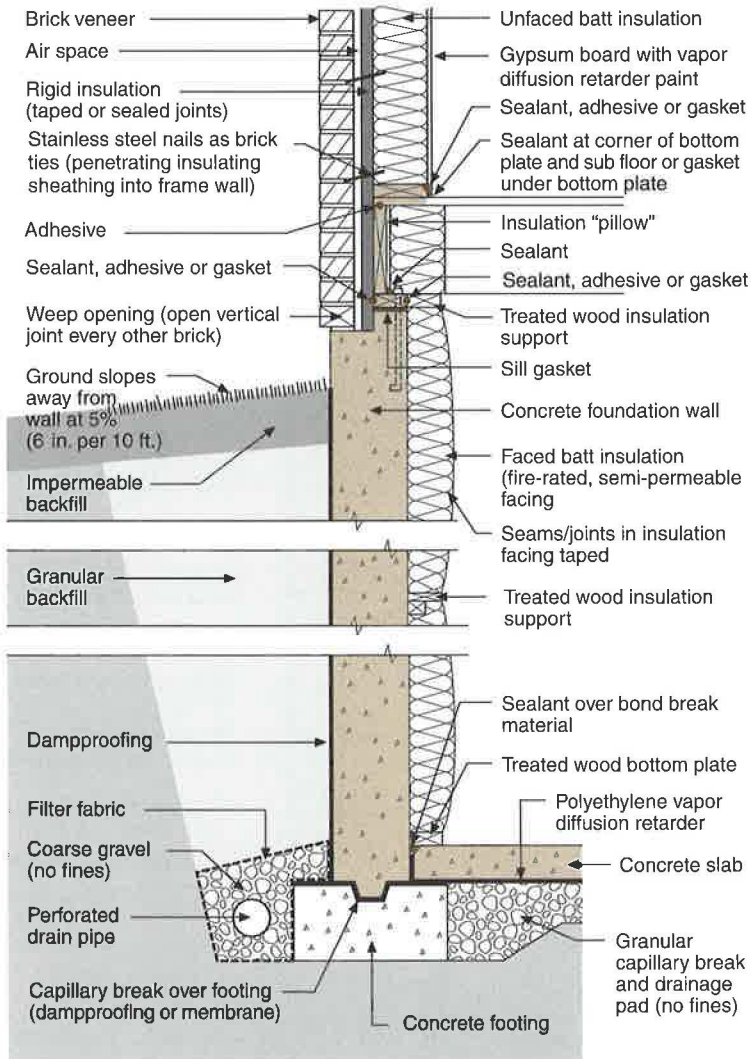 Brick veneer
Air space
Rigid insulation
(taped or sealed joints)
Stainless steel nails as brick
ties (penetrating insulating
sheathing into frame wall)
Adhesive
Sealant, adhesive or gasket
Weep opening (open vertical
joint every other brick)
Ground slopes
away from
wall at 5%
(6 in. per 10 ft.)
Impermeable
backfill
Granular
backfill
Dampproofing
Filter fabric
Coarse gravel
(no fines)
Perforated
drain pipe
Capillary break over footing
(dampproofing or membrane)
Unfaced batt insulation
Gypsum board with vapor
diffusion retarder paint
Sealant, adhesive or gasket
Sealant at corner of bottom
plate and sub floor or gasket
under bottom plate
Insulation "pillow"
Sealant
Sealant, adhesive or gasket
Treated wood insulation
support
Sill gasket
Concrete foundation wall
Faced batt insulation
(fire-rated, semi-permeable
facing
Seams/joints in insulation
facing taped
Treated wood insulation
support
Sealant over bond break
material
Treated wood bottom plate
Polyethylene vapor
diffusion retarder
Concrete slab
Granular
capillary break
and drainage
pad (no fines)
Concrete footing